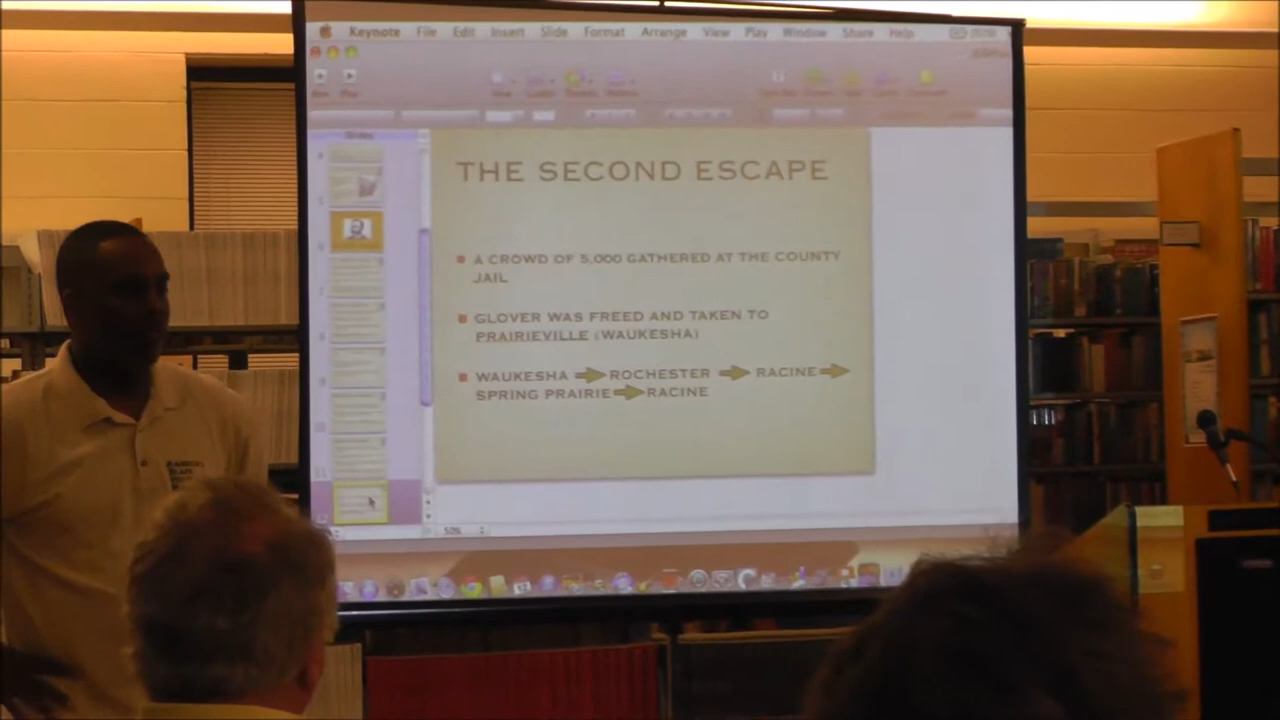 Keynote File Edit Insert Slide Format Arrange View Play Window Share Help
Slides
THE SECOND ESCAPE
A CROWD OF 5,000 GATHERED AT THE COUNTY
JAIL
GLOVER WAS FREED AND TAKEN TO
PRAIRIEVILLE (WAUKESHA)
WAUKESHA ROCHESTER RACINE
SPRING PRAIRIE RACINE
50%